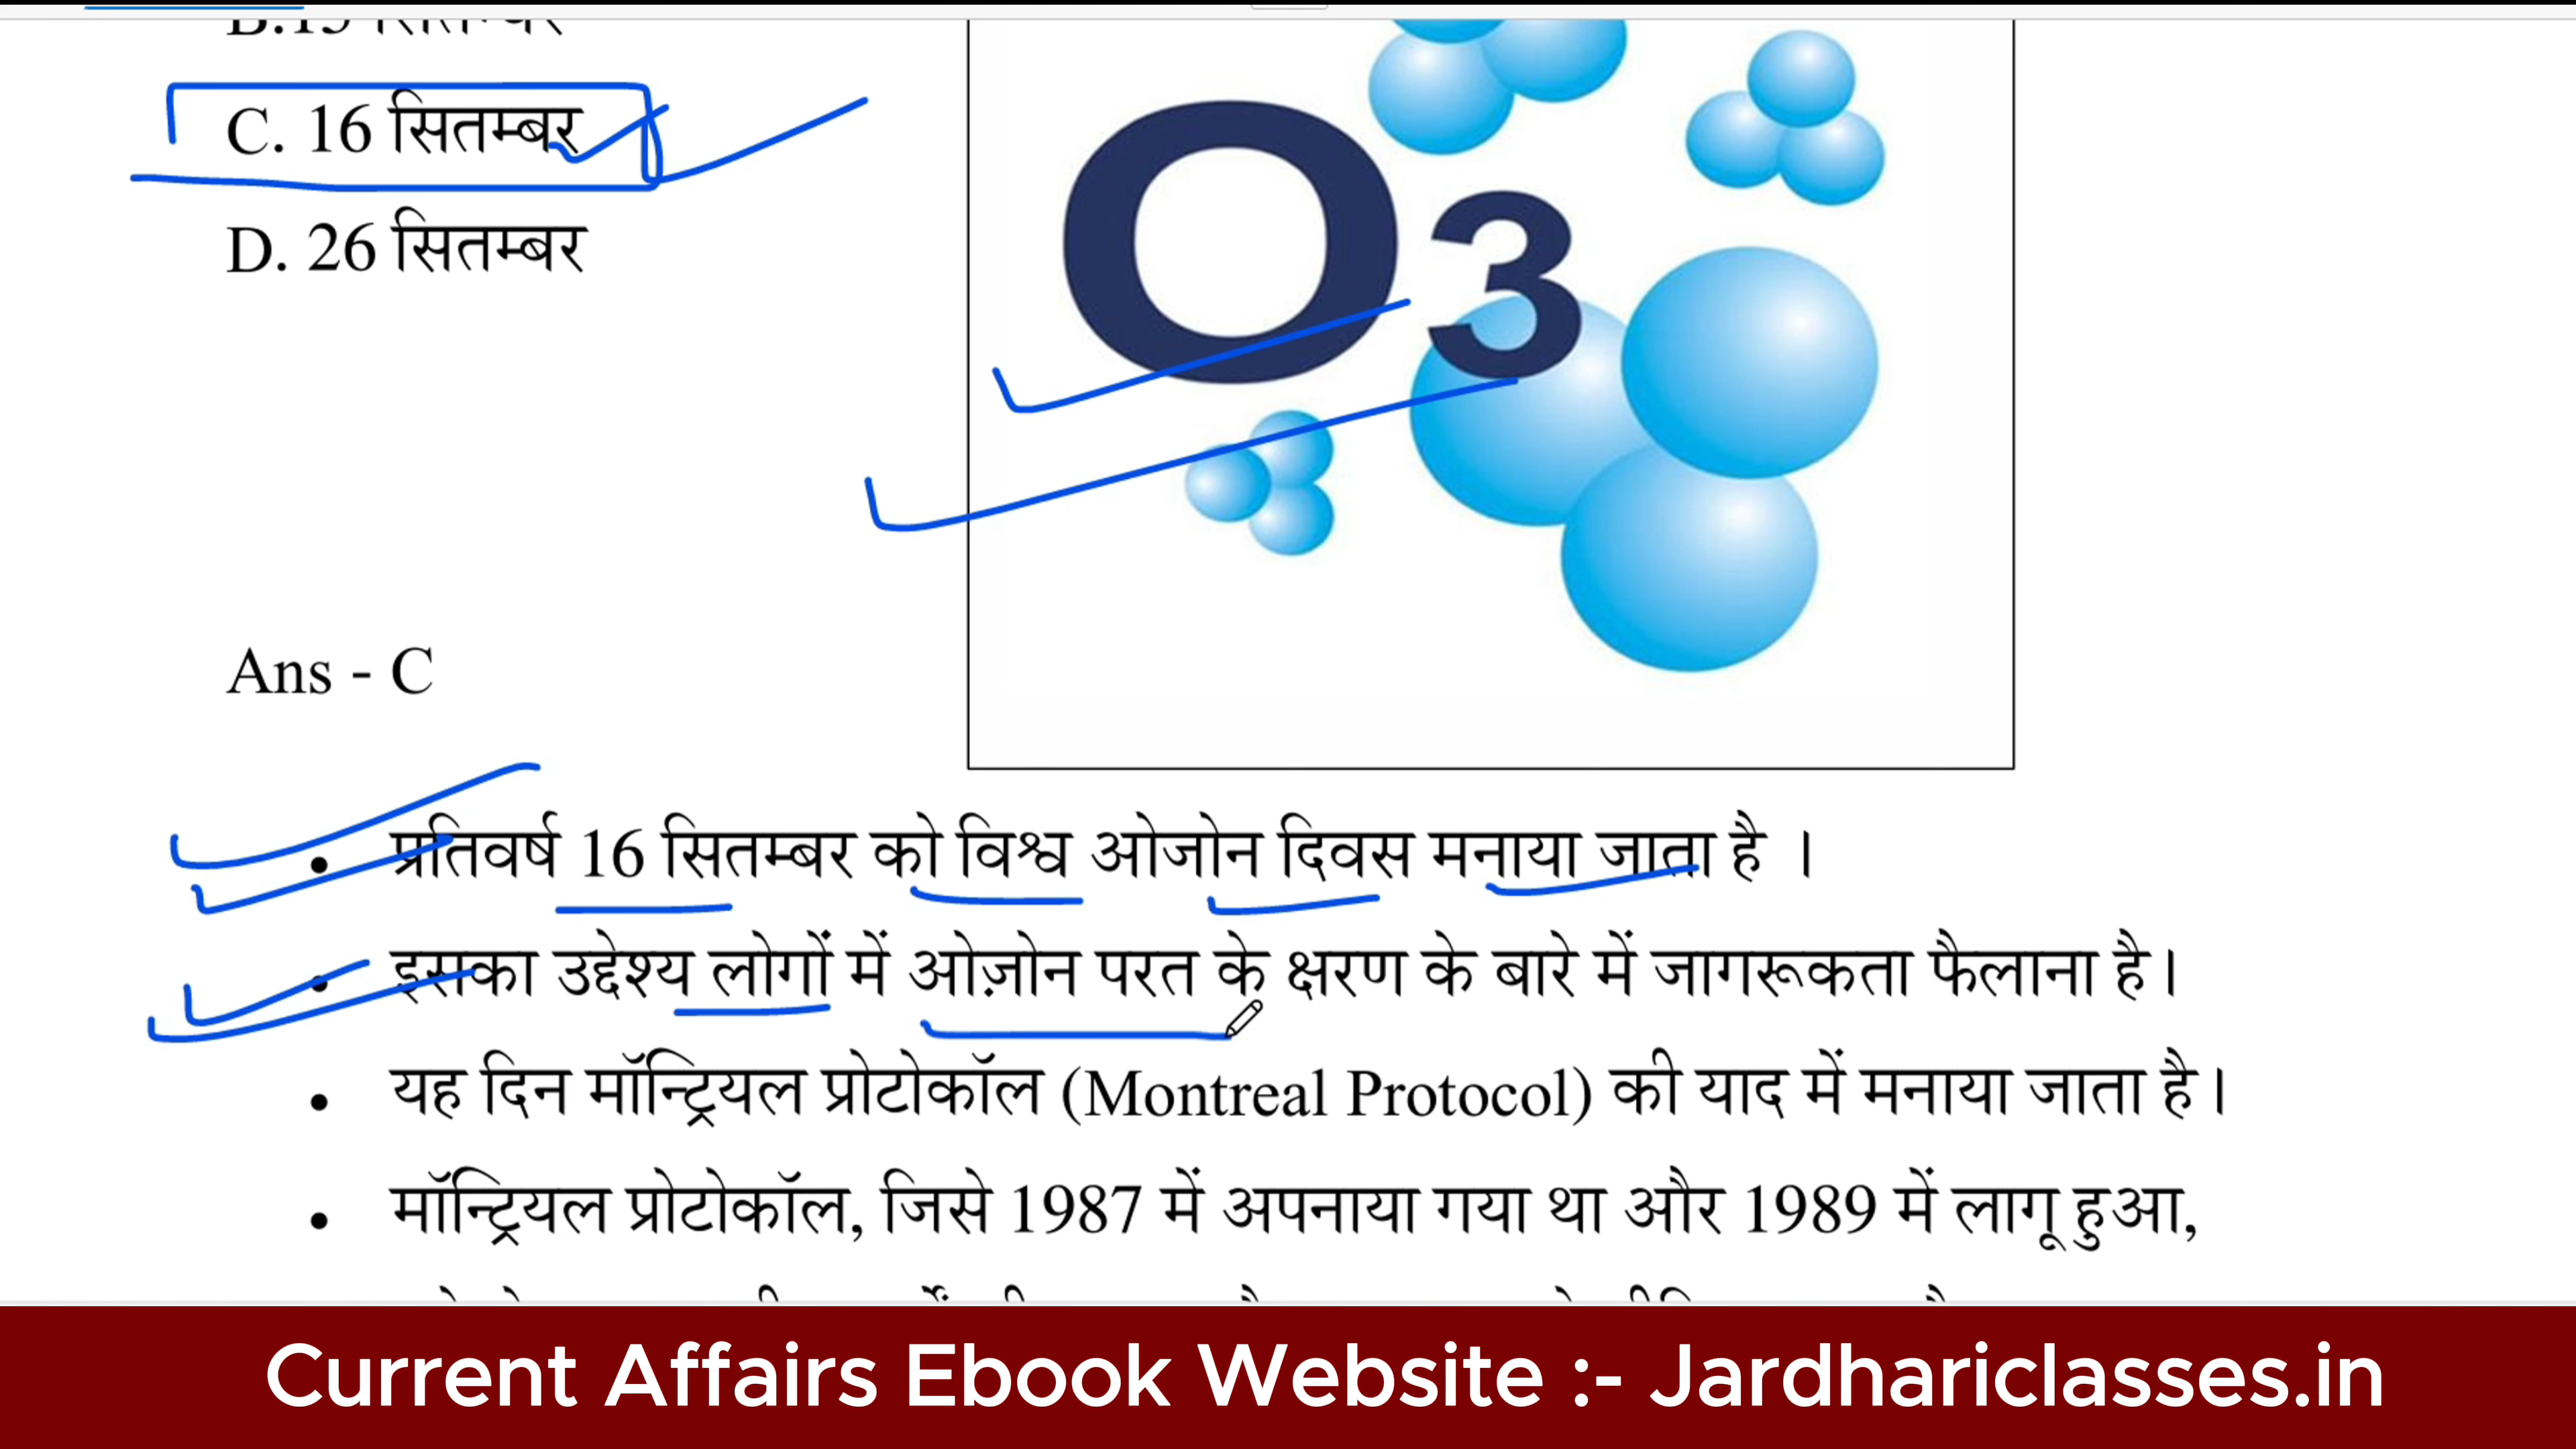 C. 16 सितम्बर
D. 26 सितम्बर
O3
Ans - C
• प्रतिवर्ष 16 सितम्बर को विश्व ओजोन दिवस मनाया जाता है ।
• इसका उद्देश्य लोगों में ओज़ोन परत के क्षरण के बारे में जागरूकता फैलाना है।
• यह दिन मॉन्ट्रियल प्रोटोकॉल (Montreal Protocol) की याद में मनाया जाता है।
• मॉन्ट्रियल प्रोटोकॉल, जिसे 1987 में अपनाया गया था और 1989 में लागू हुआ,
Current Affairs Ebook Website :- Jardhariclasses.in